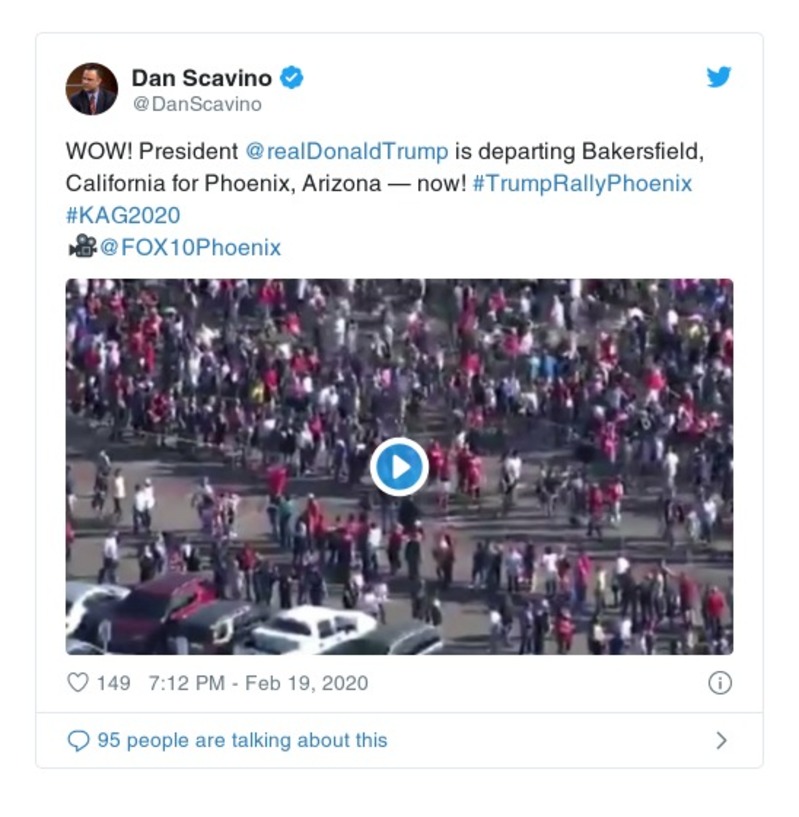 Dan Scavino
@DanScavino
WOW! President @realDonaldTrump is departing Bakersfield,
California for Phoenix, Arizona — now! #TrumpRallyPhoenix
#KAG2020
🎥@FOX10Phoenix
149 7:12 PM - Feb 19, 2020
95 people are talking about this